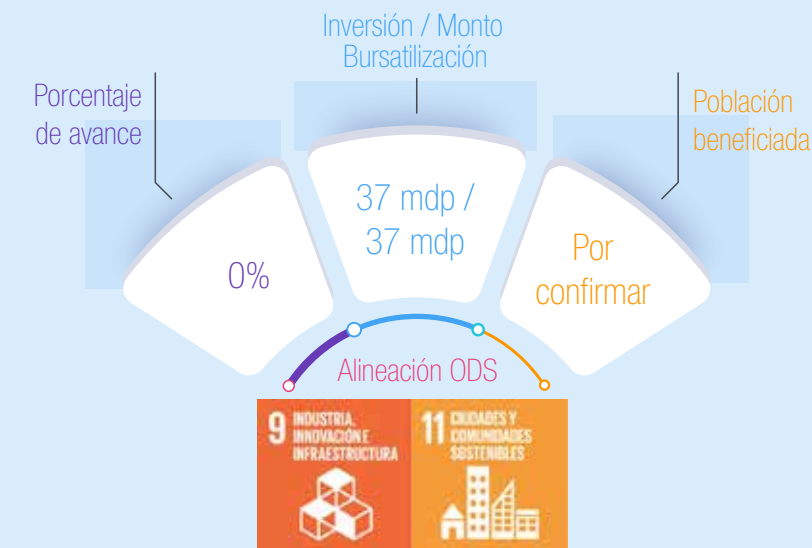 Inversión / Monto
Bursatilización
Porcentaje
de avance
Población
beneficiada
0%
37 mdp /
37 mdp
Por
confirmar
Alineación ODS
9 INDUSTRIA,
INNOVACIÓN E
INFRAESTRUCTURA
11 CIUDADES Y
COMUNIDADES
SOSTENIBLES